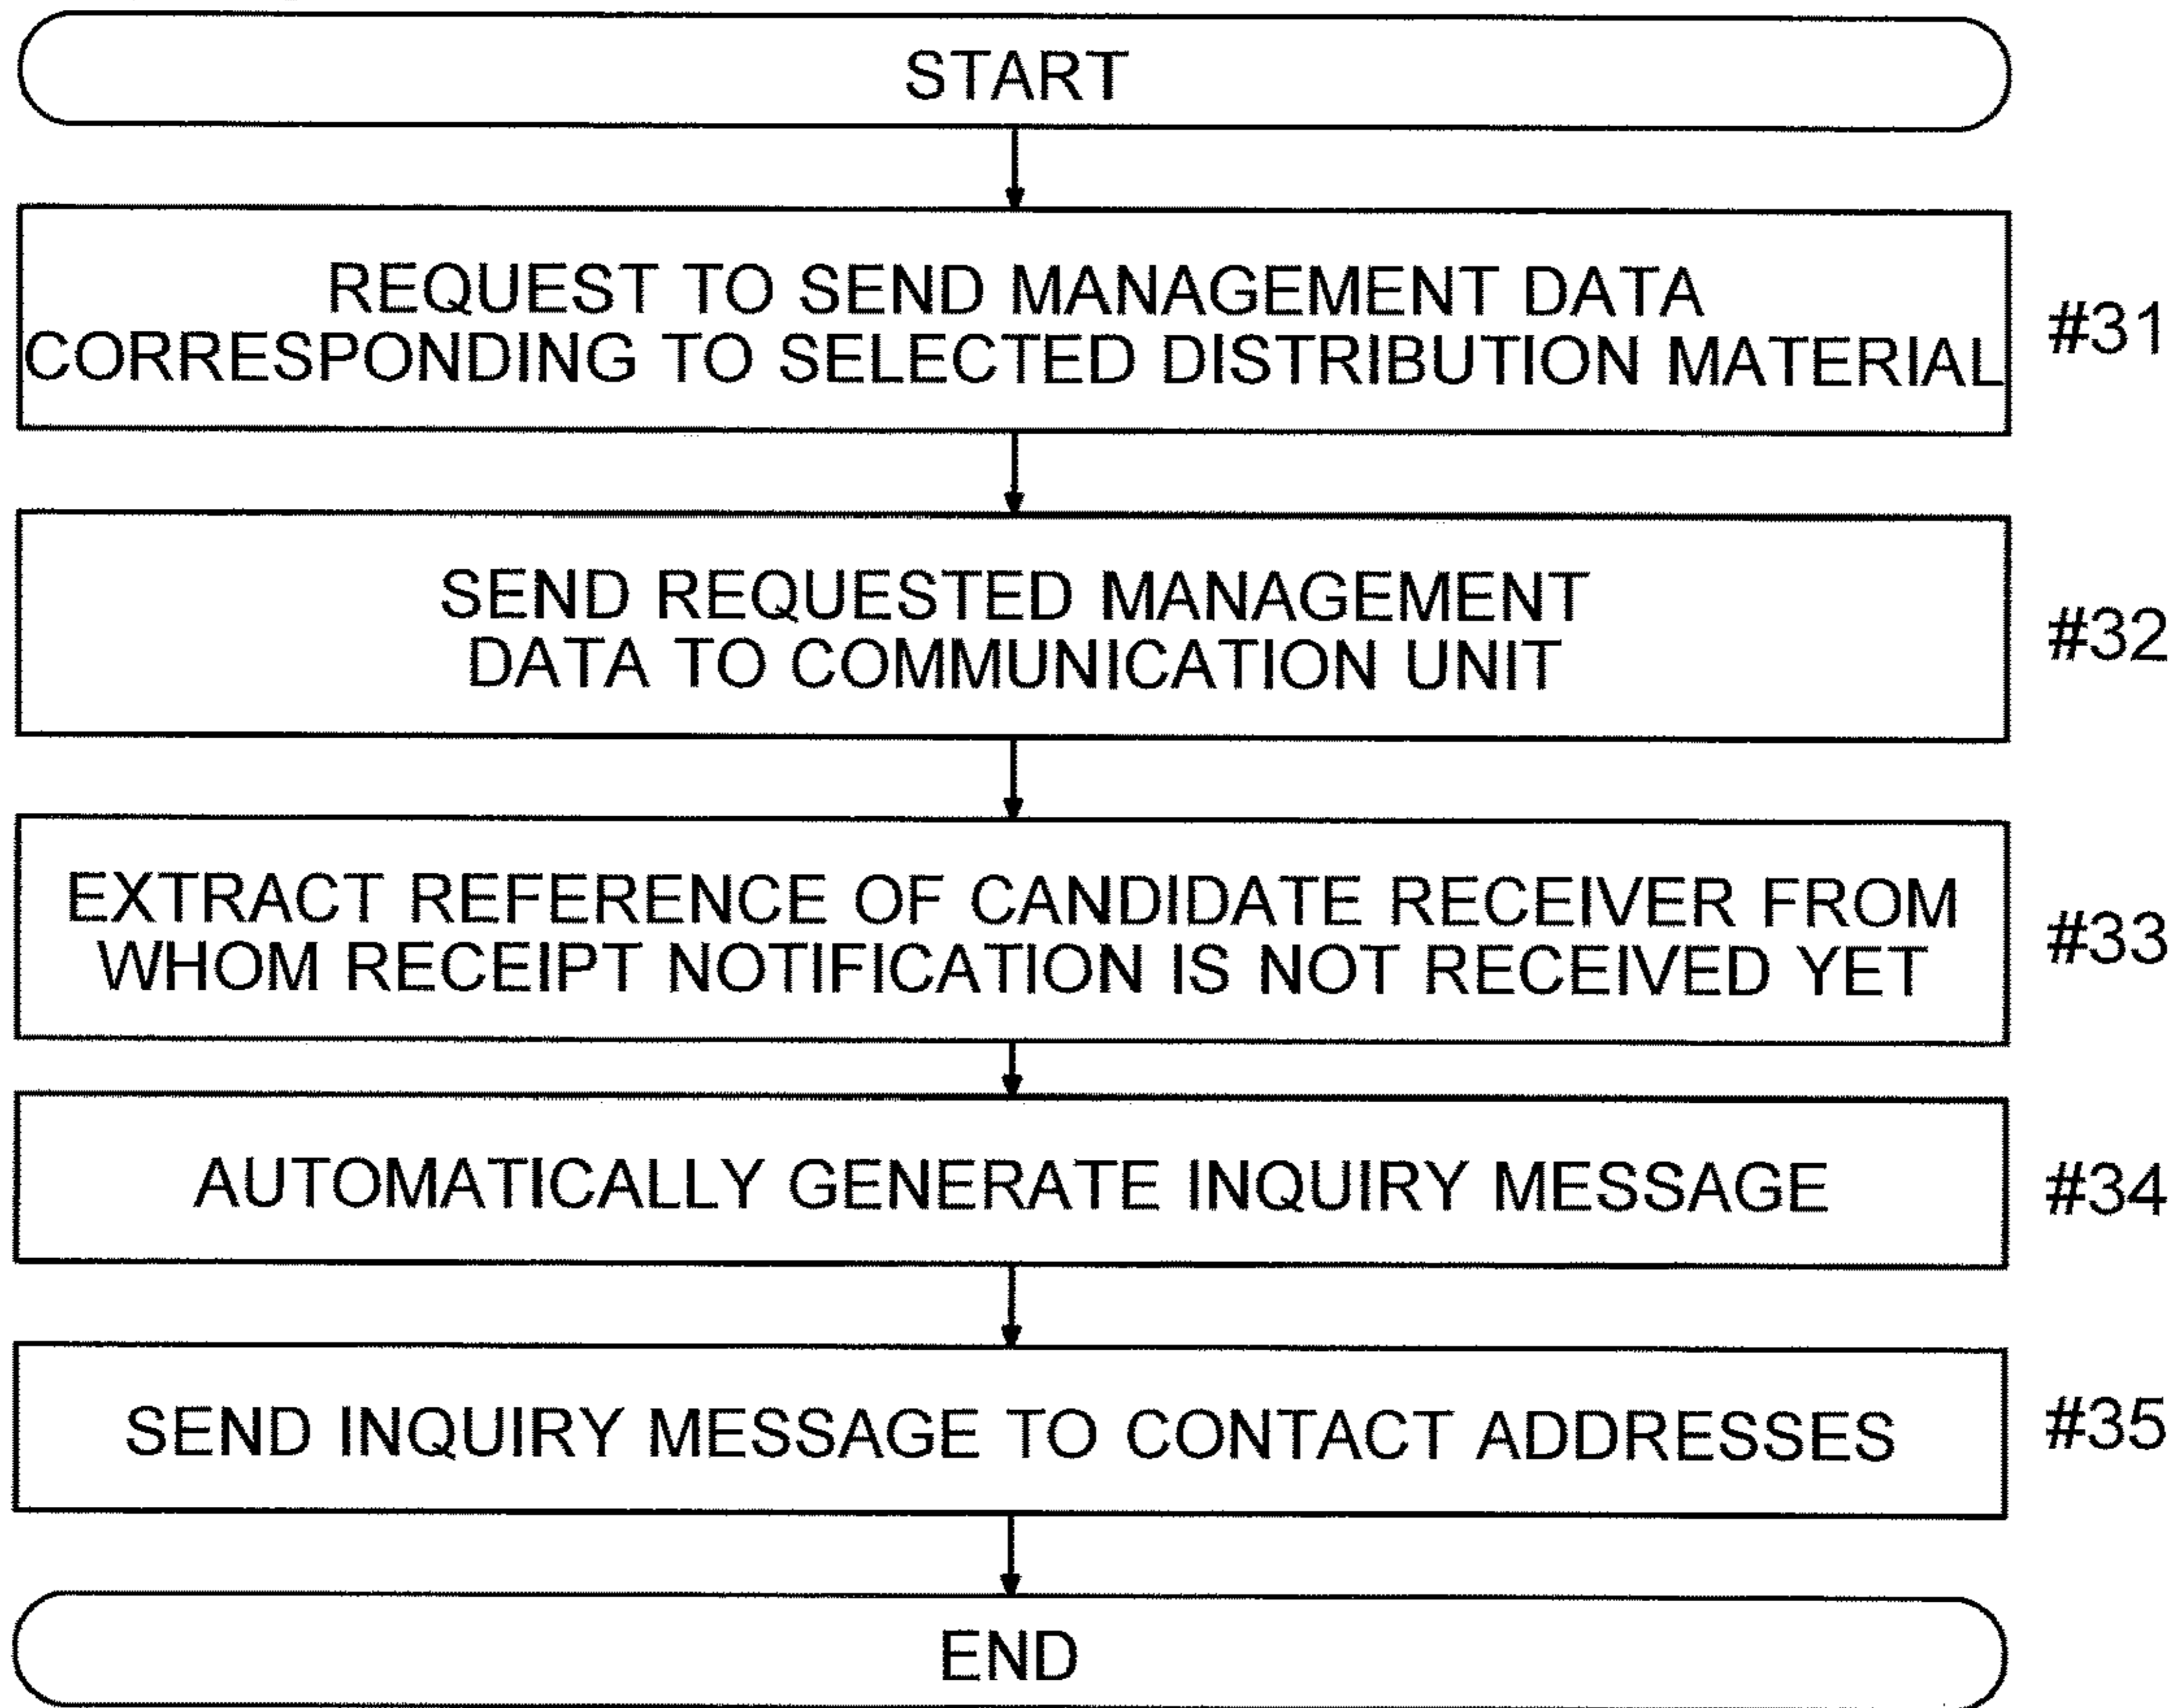 START
REQUEST TO SEND MANAGEMENT DATA
CORRESPONDING TO SELECTED DISTRIBUTION MATERIAL
#31
SEND REQUESTED MANAGEMENT
DATA TO COMMUNICATION UNIT
#32
EXTRACT REFERENCE OF CANDIDATE RECEIVER FROM
WHOM RECEIPT NOTIFICATION IS NOT RECEIVED YET
#33
AUTOMATICALLY GENERATE INQUIRY MESSAGE
#34
SEND INQUIRY MESSAGE TO CONTACT ADDRESSES
#35
END